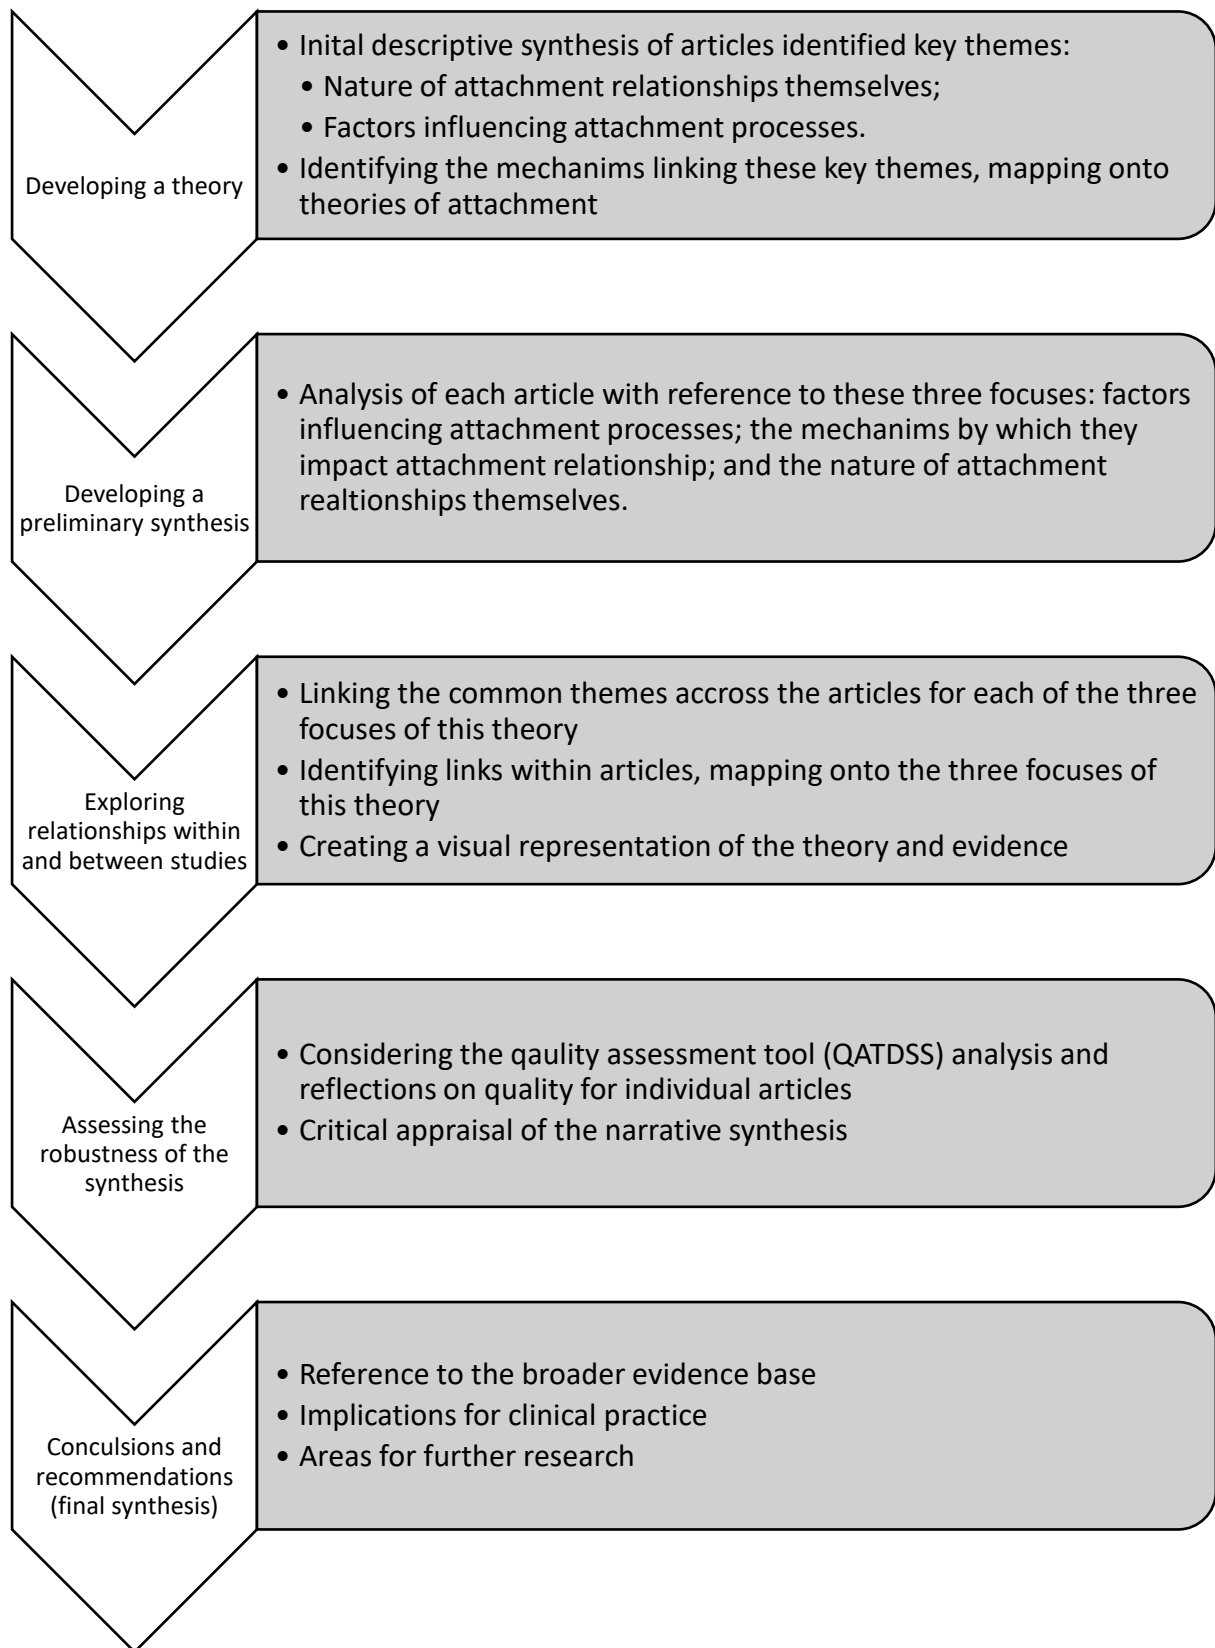 Developing a theory
• Inital descriptive synthesis of articles identified key themes:
• Nature of attachment relationships themselves;
• Factors influencing attachment processes.
• Identifying the mechanims linking these key themes, mapping onto
theories of attachment
Developing a
preliminary synthesis
• Analysis of each article with reference to these three focuses: factors
influencing attachment processes; the mechanims by which they
impact attachment relationship; and the nature of attachment
realtionships themselves.
Exploring
relationships within
and between studies
• Linking the common themes accross the articles for each of the three
focuses of this theory
• Identifying links within articles, mapping onto the three focuses of
this theory
• Creating a visual representation of the theory and evidence
Assessing the
robustness of the
synthesis
• Considering the qaulity assessment tool (QATDSS) analysis and
reflections on quality for individual articles
• Critical appraisal of the narrative synthesis
Conculsions and
recommendations
(final synthesis)
• Reference to the broader evidence base
• Implications for clinical practice
• Areas for further research